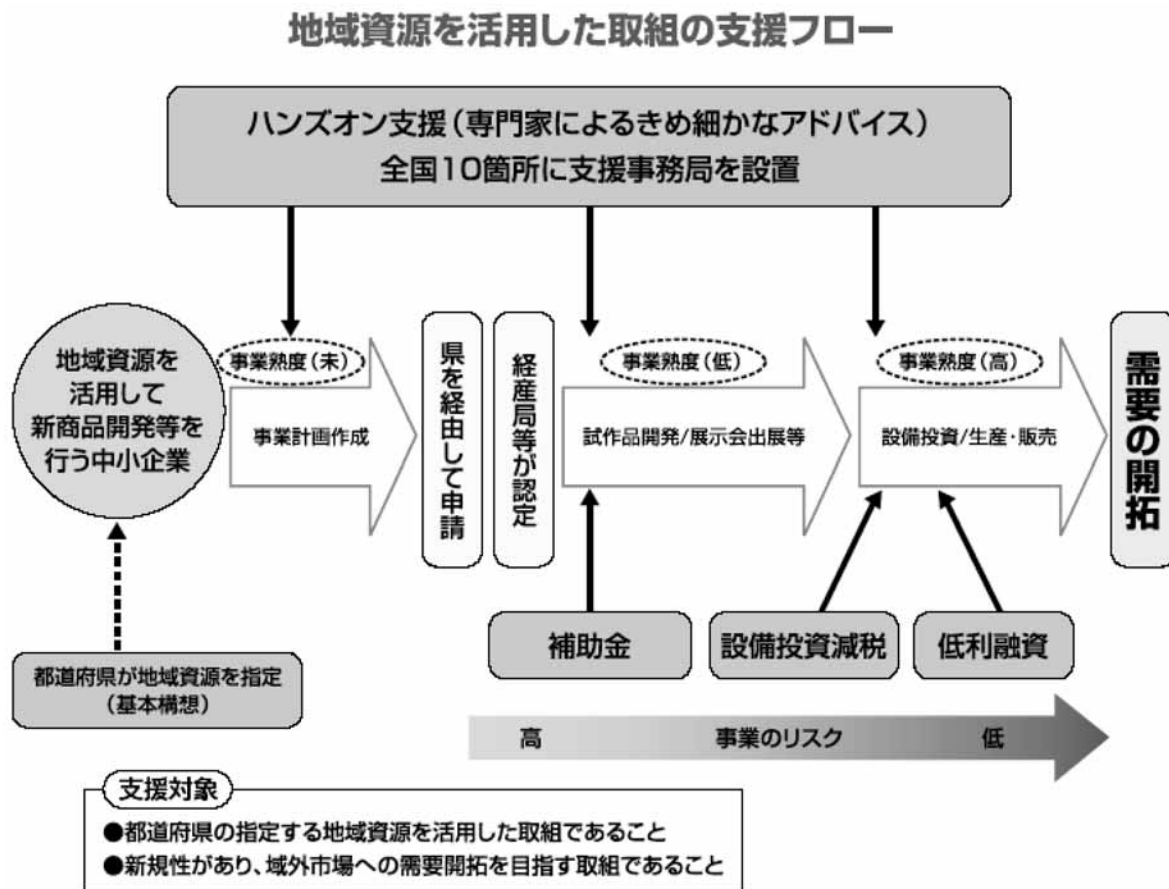 地域資源を活用した取組の支援フロー
ハンズオン支援(専門家によるきめ細かなアドバイス)
全国10箇所に支援事務局を設置
地域資源を
活用して
新商品開発等を
行う中小企業
事業熟度(未)
事業計画作成
県を経由して申請
経産局等が認定
事業熟度(低)
試作品開発/展示会出展等
事業熟度(高)
設備投資/生産・販売
需要の開拓
都道府県が地域資源を指定
(基本構想)
補助金
設備投資減税
低利融資
高 事業のリスク 低
支援対象
●都道府県の指定する地域資源を活用した取組であること
●新規性があり、域外市場への需要開拓を目指す取組であること